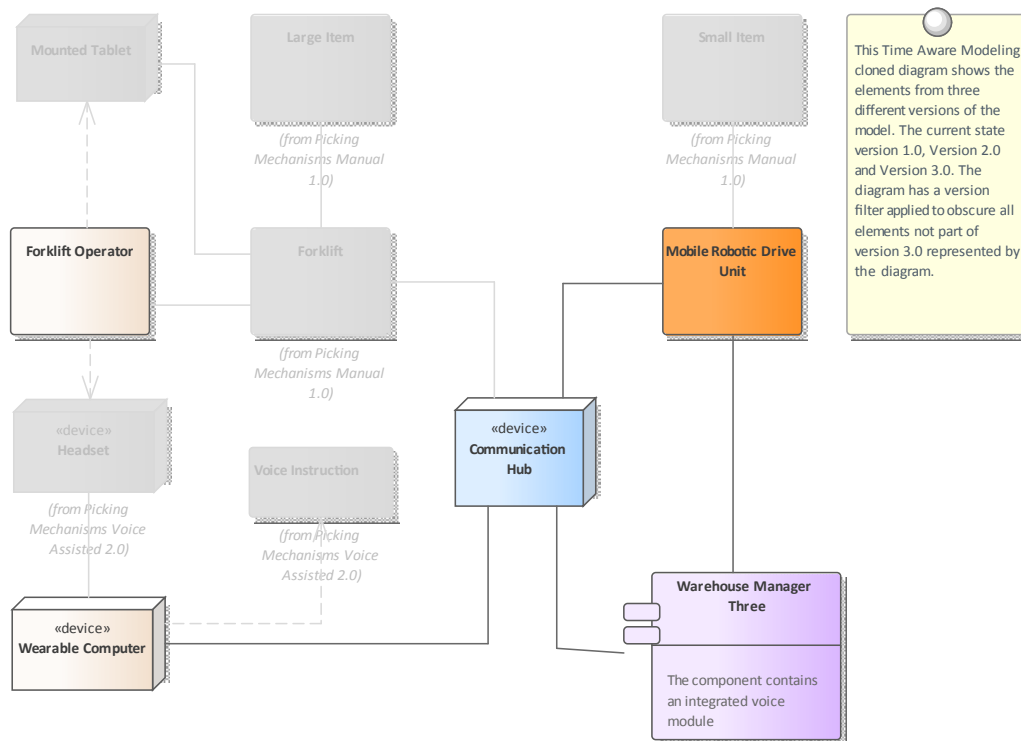 Mounted Tablet
Large Item
(from Picking
Mechanisms Manual
1.0)
Small Item
(from Picking
Mechanisms Manual
1.0)
This Time Aware Modeling
cloned diagram shows the
elements from three
different versions of the
model. The current state
version 1.0, Version 2.0
and Version 3.0. The
diagram has a version
filter applied to obscure all
elements not part of
version 3.0 represented by
the diagram.
Forklift Operator
Forklift
(from Picking
Mechanisms Manual
1.0)
Mobile Robotic Drive
Unit
«device»
Headset
(from Picking
Mechanisms Voice
Assisted 2.0)
Voice Instruction
(from Picking
Mechanisms Voice
Assisted 2.0)
«device»
Communication
Hub
«device»
Wearable Computer
Warehouse Manager
Three
The component contains
an integrated voice
module